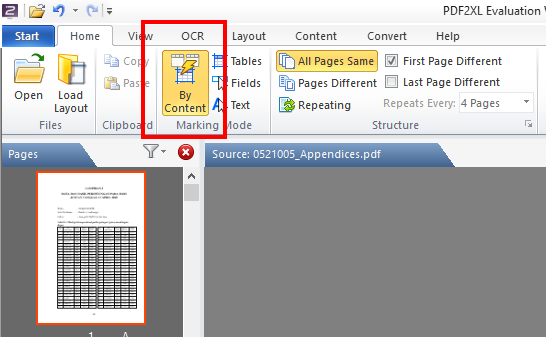 PDF2XL Evaluation
Start Home View OCR Layout Content Convert Help
Open
Load Layout
Files
Copy
Paste
Clipboard
By Content
Tables
Fields
Text
Marking Mode
All Pages Same
Pages Different
Repeating
First Page Different
Last Page Different
Repeats Every: 4 Pages
Structure
Pages
Source: 0521005_Appendices.pdf
1